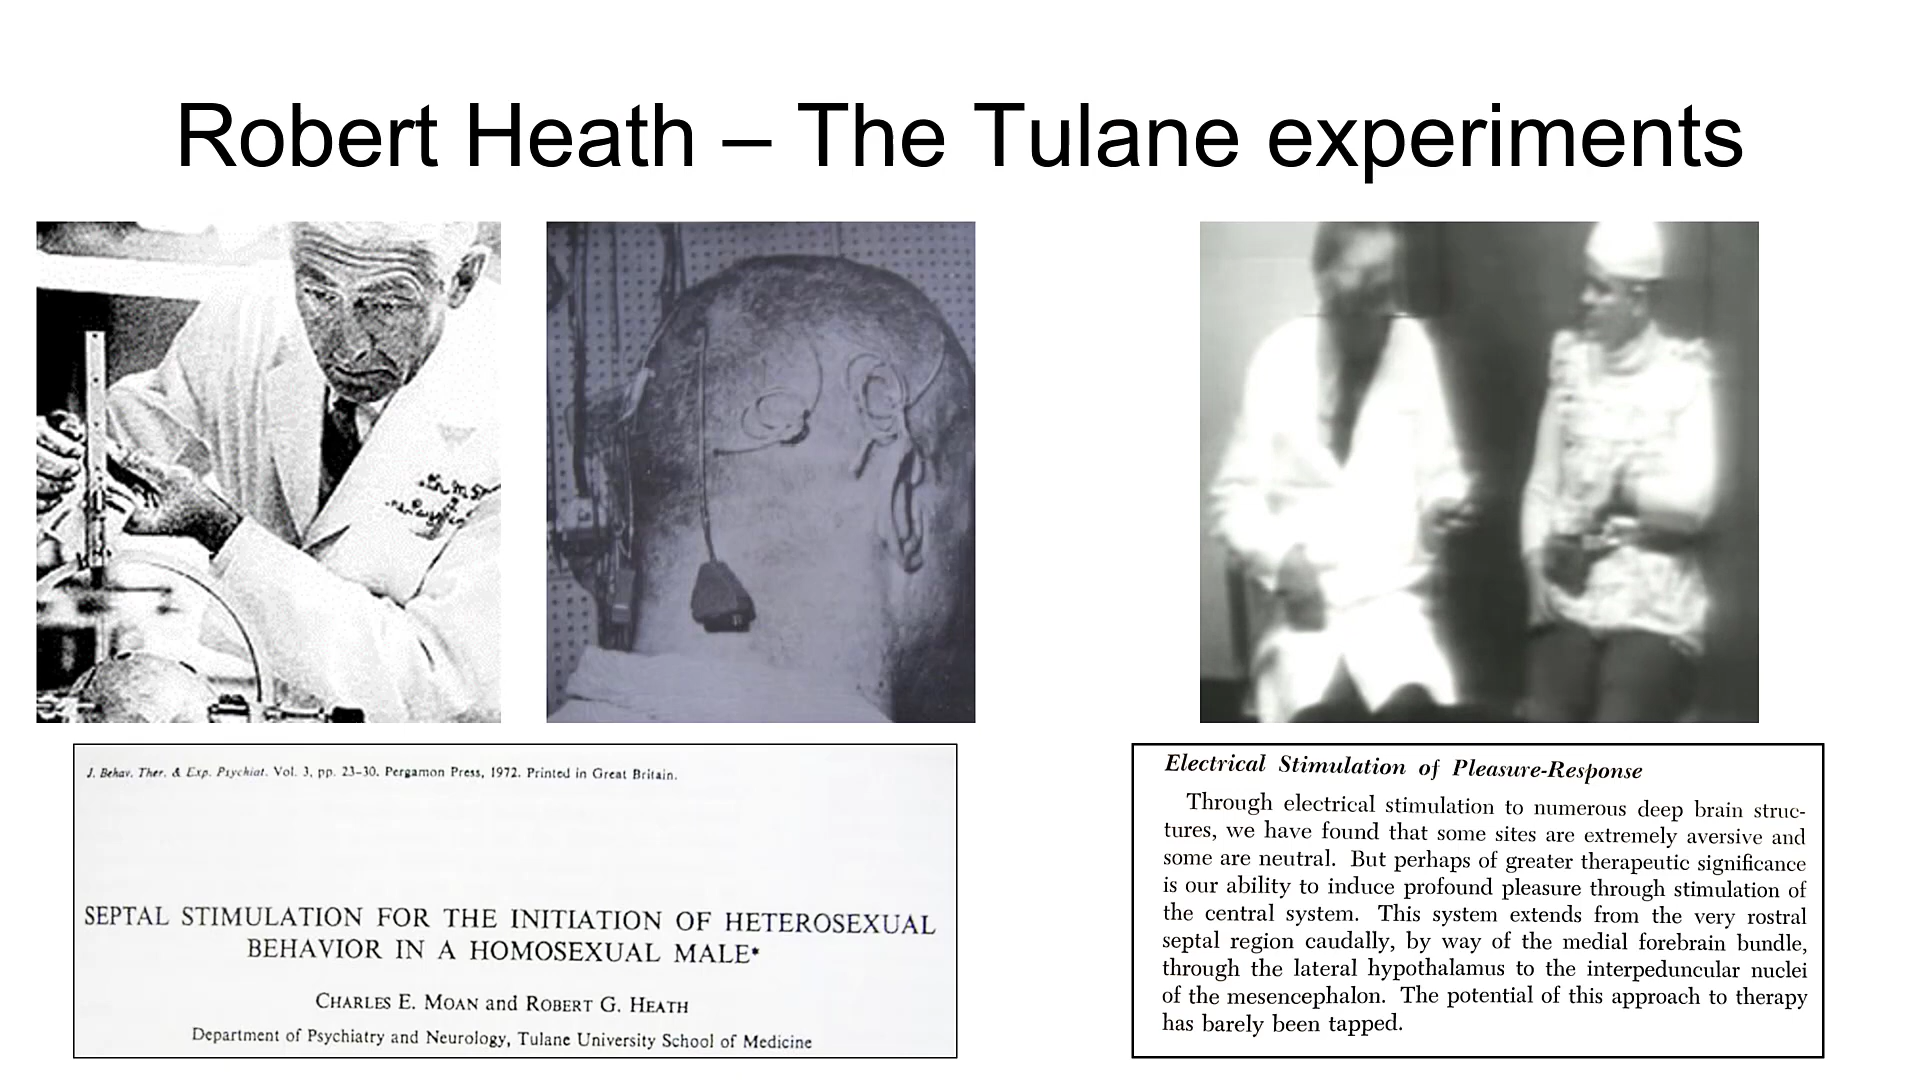 Robert Heath – The Tulane experiments
J. Behav. Ther. & Exp. Psychiat. Vol. 3, pp. 23–30. Pergamon Press, 1972. Printed in Great Britain.
SEPTAL STIMULATION FOR THE INITIATION OF HETEROSEXUAL
BEHAVIOR IN A HOMOSEXUAL MALE*
CHARLES E. MOAN and ROBERT G. HEATH
Department of Psychiatry and Neurology, Tulane University School of Medicine
Electrical Stimulation of Pleasure-Response
Through electrical stimulation to numerous deep brain struc-
tures, we have found that some sites are extremely aversive and
some are neutral. But perhaps of greater therapeutic significance
is our ability to induce profound pleasure through stimulation of
the central system. This system extends from the very rostral
septal region caudally, by way of the medial forebrain bundle,
through the lateral hypothalamus to the interpeduncular nuclei
of the mesencephalon. The potential of this approach to therapy
has barely been tapped.